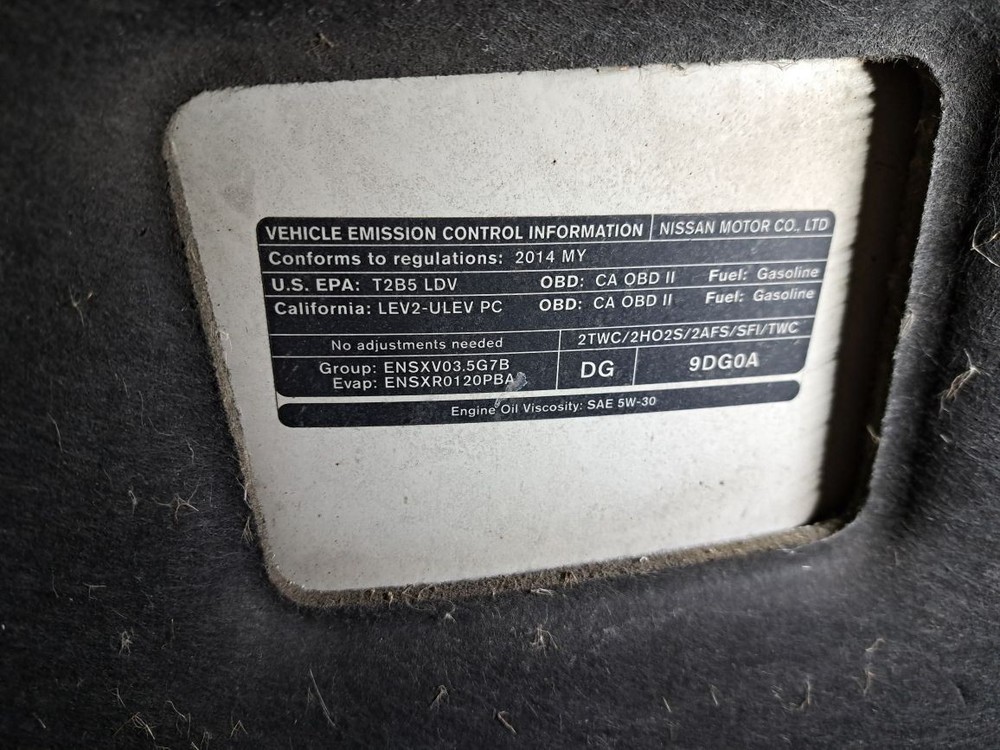 VEHICLE EMISSION CONTROL INFORMATION NISSAN MOTOR CO., LTD
Conforms to regulations: 2014 MY
U.S. EPA: T2B5 LDV OBD: CA OBD II Fuel: Gasoline
California: LEV2-ULEV PC OBD: CA OBD II Fuel: Gasoline
No adjustments needed 2TWC/2HO2S/2AFS/SFI/TWC
Group: ENSXV03.5G7B DG 9DG0A
Evap: ENSXR0120PBA
Engine Oil Viscosity: SAE 5W-30